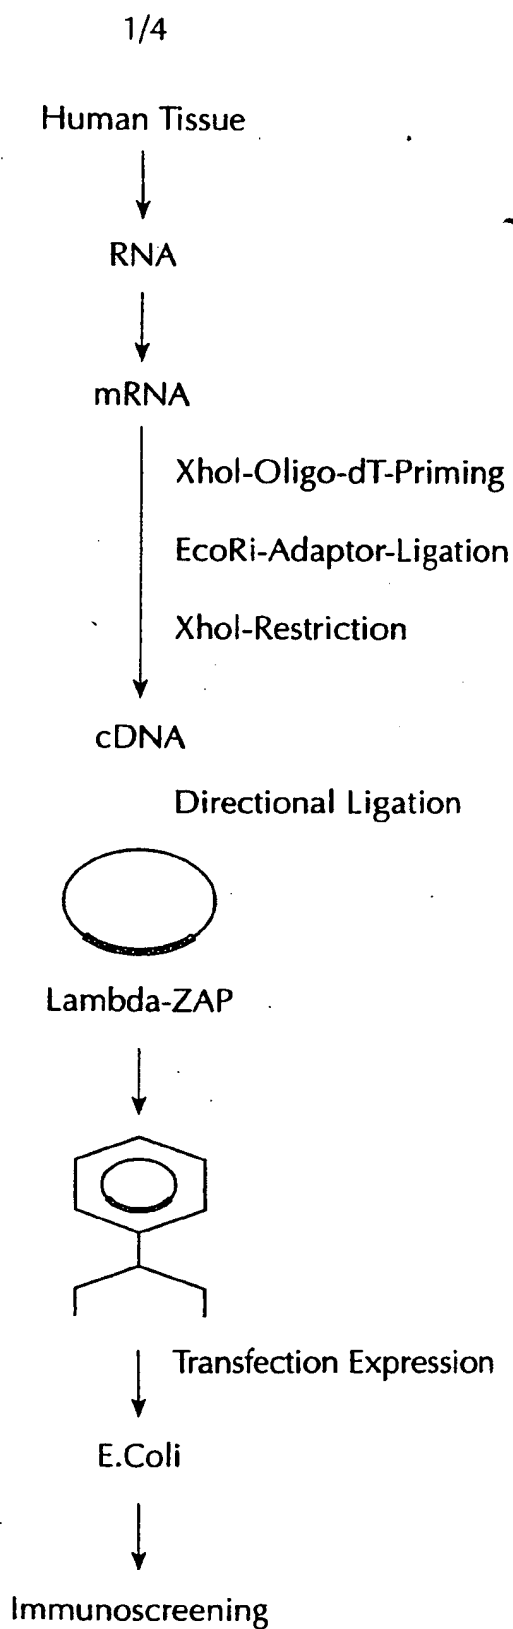 1/4
Human Tissue
RNA
mRNA
XhoI-Oligo-dT-Priming
EcoRi-Adaptor-Ligation
XhoI-Restriction
cDNA
Directional Ligation
Lambda-ZAP
Transfection Expression
E.Coli
Immunoscreening